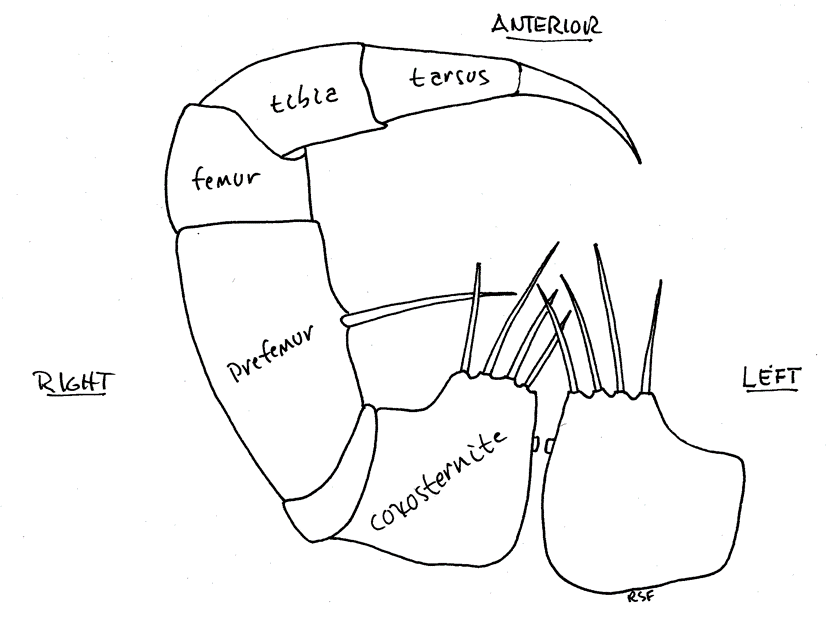 ANTERIOR
tibia
tarsus
femur
prefemur
RIGHT
LEFT
coxosternite
RSF